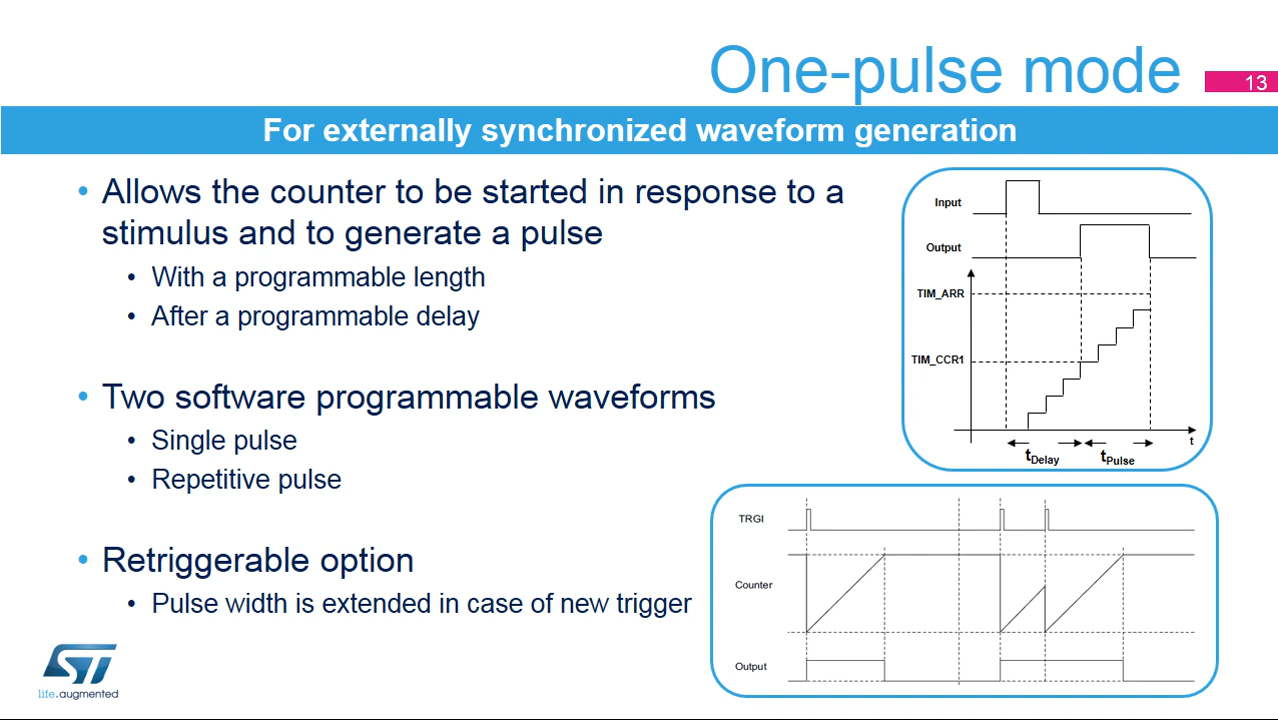 One-pulse mode
13
For externally synchronized waveform generation
• Allows the counter to be started in response to a
stimulus and to generate a pulse
• With a programmable length
• After a programmable delay
• Two software programmable waveforms
• Single pulse
• Repetitive pulse
• Retriggerable option
• Pulse width is extended in case of new trigger
Input
Output
TIM_ARR
TIM_CCR1
t
tDelay
tPulse
TRGI
Counter
Output
ST
life.augmented